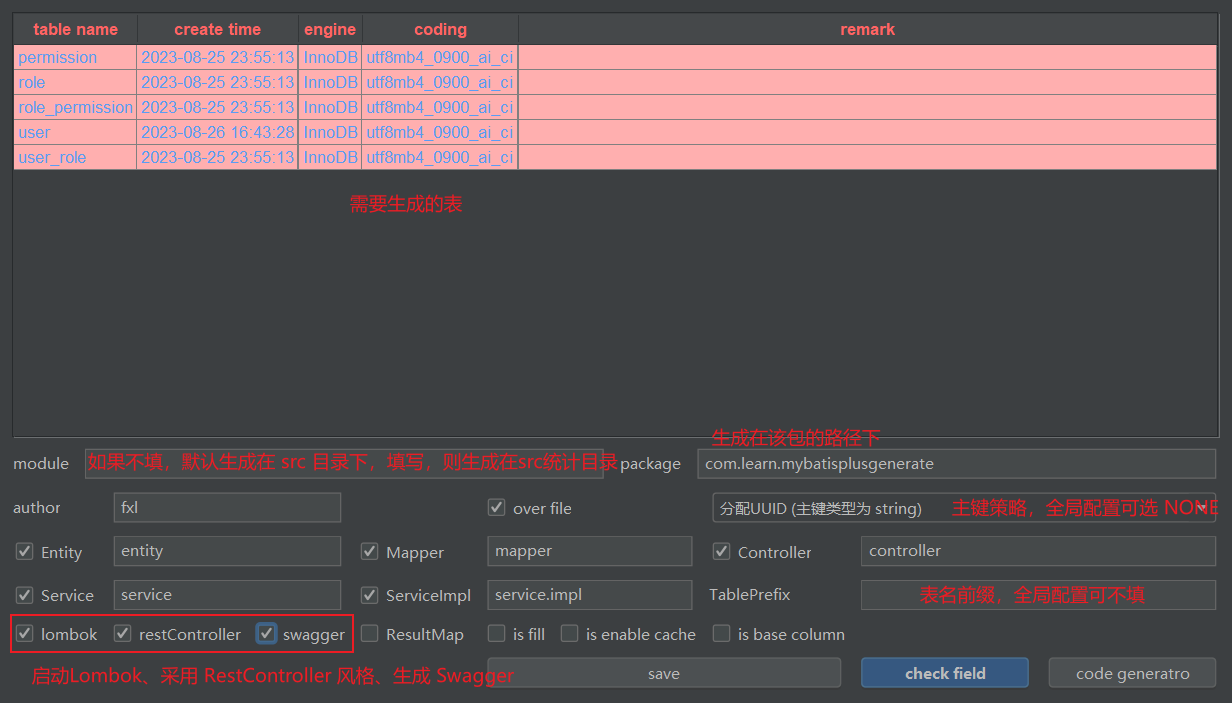 table name create time engine coding remark
permission 2023-08-25 23:55:13 InnoDB utf8mb4_0900_ai_ci
role 2023-08-25 23:55:13 InnoDB utf8mb4_0900_ai_ci
role_permission 2023-08-25 23:55:13 InnoDB utf8mb4_0900_ai_ci
user 2023-08-26 16:43:28 InnoDB utf8mb4_0900_ai_ci
user_role 2023-08-25 23:55:13 InnoDB utf8mb4_0900_ai_ci
需要生成的表
生成在该包的路径下
module 如果不填，默认生成在 src 目录下，填写，则生成在src统计目录 package com.learn.mybatisplusgenerate
author fxl over file 分配UUID (主键类型为 string) 主键策略，全局配置可选 NONE
Entity entity Mapper mapper Controller controller
Service service ServiceImpl service.impl TablePrefix 表名前缀，全局配置可不填
lombok restController swagger ResultMap is fill is enable cache is base column
启动Lombok、采用 RestController 风格、生成 Swagger save check field code generatro